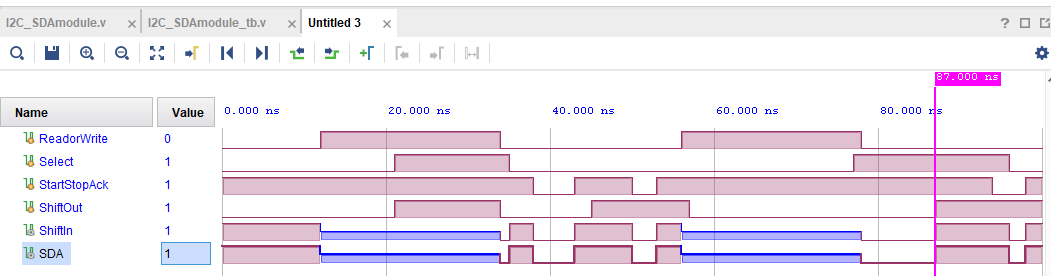 I2C_SDAmodule.v × I2C_SDAmodule_tb.v × Untitled 3 ×
?
87.000 ns
Name Value 0.000 ns 20.000 ns 40.000 ns 60.000 ns 80.000 ns
ReadorWrite 0
Select 1
StartStopAck 1
ShiftOut 1
ShiftIn 1
SDA 1